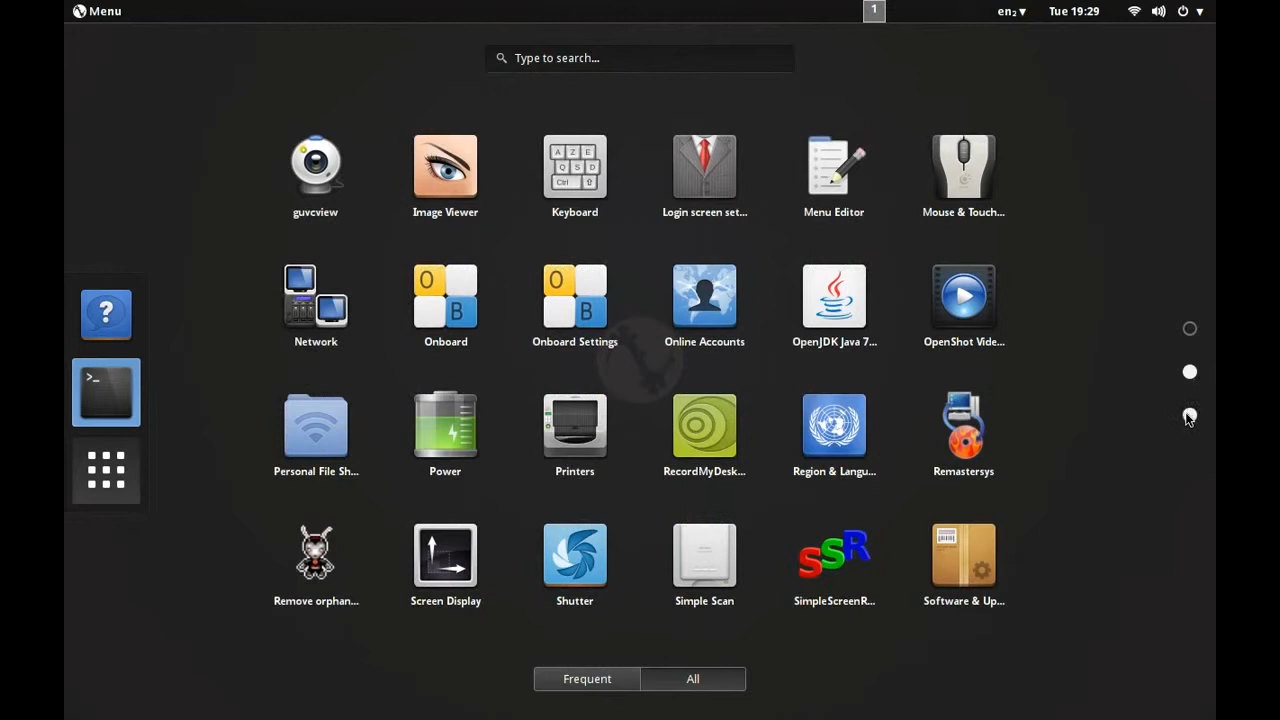 Menu
1
en₂ ▾
Tue 19:29
Type to search...
guvcview
Image Viewer
A Z E
Q S D
Ctrl
Keyboard
Login screen set...
Menu Editor
Mouse & Touch...
Network
O
B
Onboard
O
B
Onboard Settings
Online Accounts
OpenJDK Java 7...
OpenShot Vide...
?
>_
Personal File Sh...
Power
Printers
RecordMyDesk...
Region & Langu...
Remastersys
Remove orphan...
Screen Display
Shutter
Simple Scan
SSR
SimpleScreenR...
Software & Up...
Frequent
All